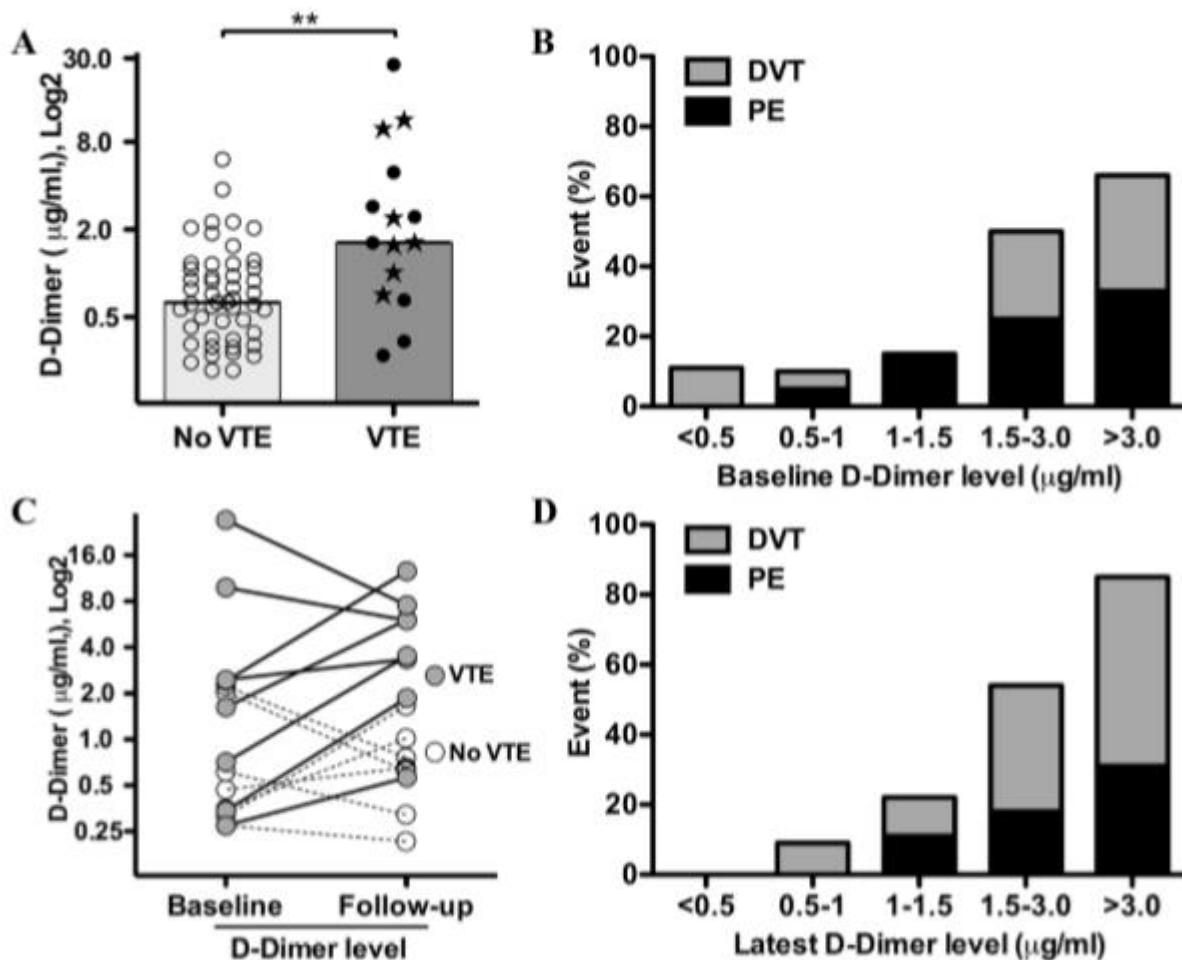 A
**
D-Dimer ( μg/ml,), Log2
30.0
8.0
2.0
0.5
No VTE VTE
B
Event (%)
100
80
60
40
20
0
DVT
PE
<0.5 0.5-1 1-1.5 1.5-3.0 >3.0
Baseline D-Dimer level (μg/ml)
C
D-Dimer ( μg/ml,), Log2
16.0
8.0
4.0
2.0
1.0
0.5
0.25
VTE
No VTE
Baseline Follow-up
D-Dimer level
D
Event (%)
100
80
60
40
20
0
DVT
PE
<0.5 0.5-1 1-1.5 1.5-3.0 >3.0
Latest D-Dimer level (μg/ml)